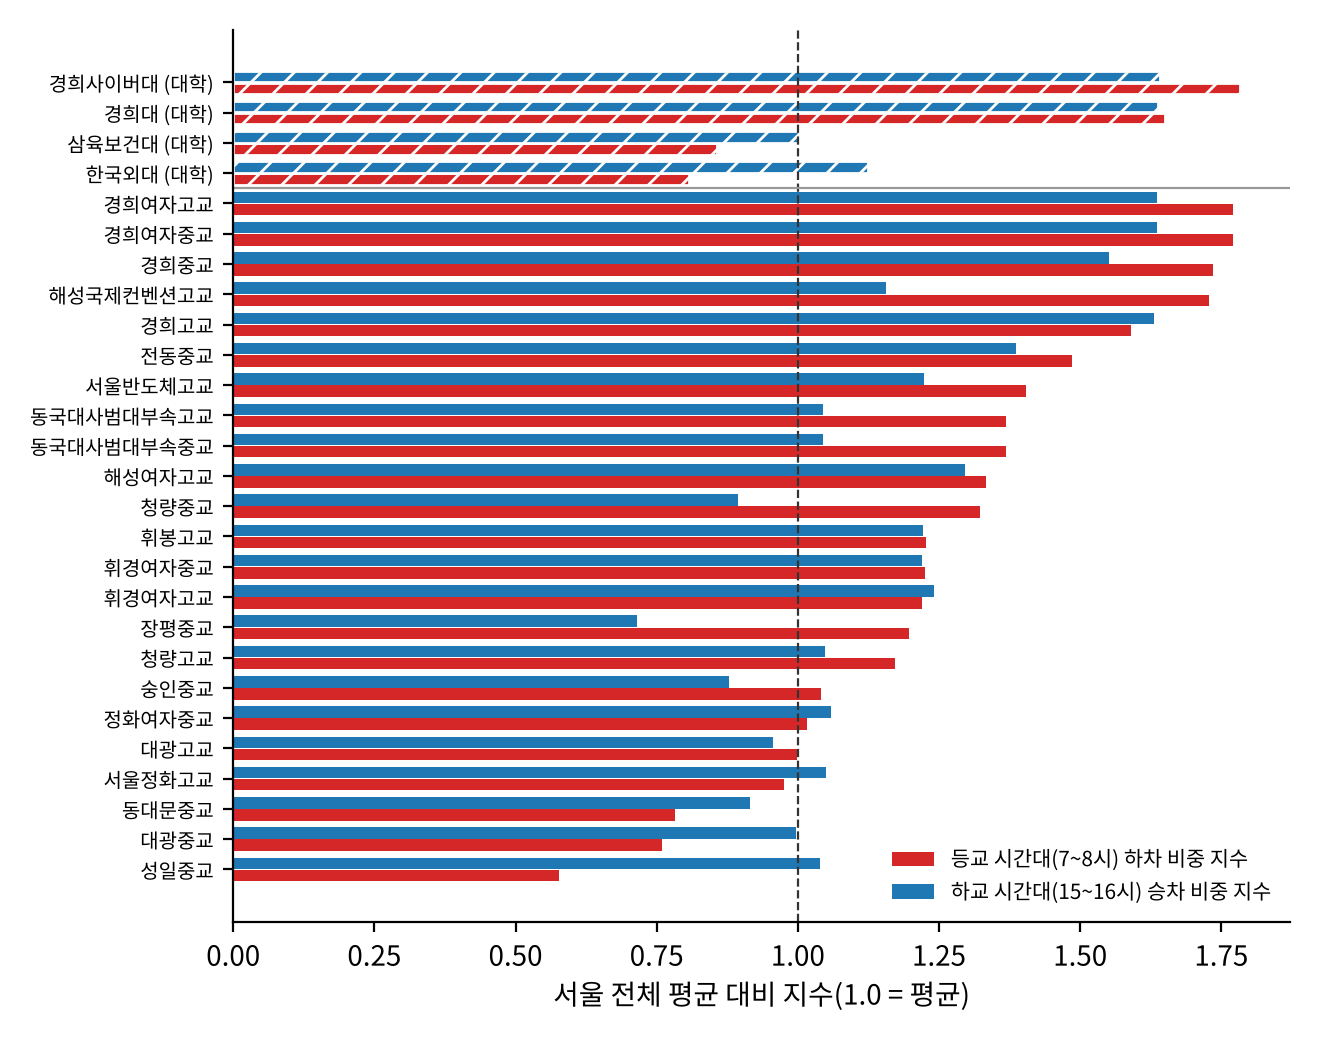 경희사이버대 (대학)
경희대 (대학)
삼육보건대 (대학)
한국외대 (대학)
경희여자고교
경희여자중교
경희중교
해성국제컨벤션고교
경희고교
전동중교
서울반도체고교
동국대사범대부속고교
동국대사범대부속중교
해성여자고교
청량중교
휘봉고교
휘경여자중교
휘경여자고교
장평중교
청량고교
숭인중교
정화여자중교
대광고교
서울정화고교
동대문중교
대광중교
성일중교
등교 시간대(7~8시) 하차 비중 지수
하교 시간대(15~16시) 승차 비중 지수
0.00 0.25 0.50 0.75 1.00 1.25 1.50 1.75
서울 전체 평균 대비 지수(1.0 = 평균)